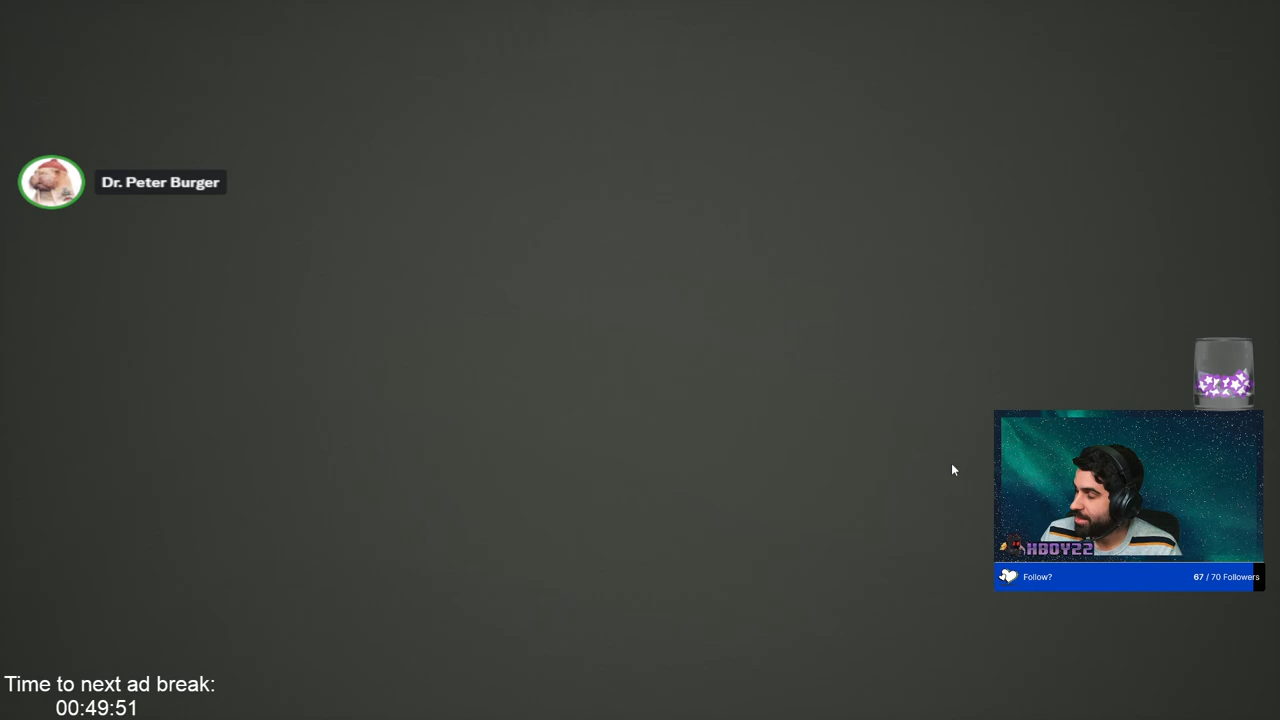 Dr. Peter Burger
HBOY22
Follow?
67 / 70 Followers
Time to next ad break:
00:49:51